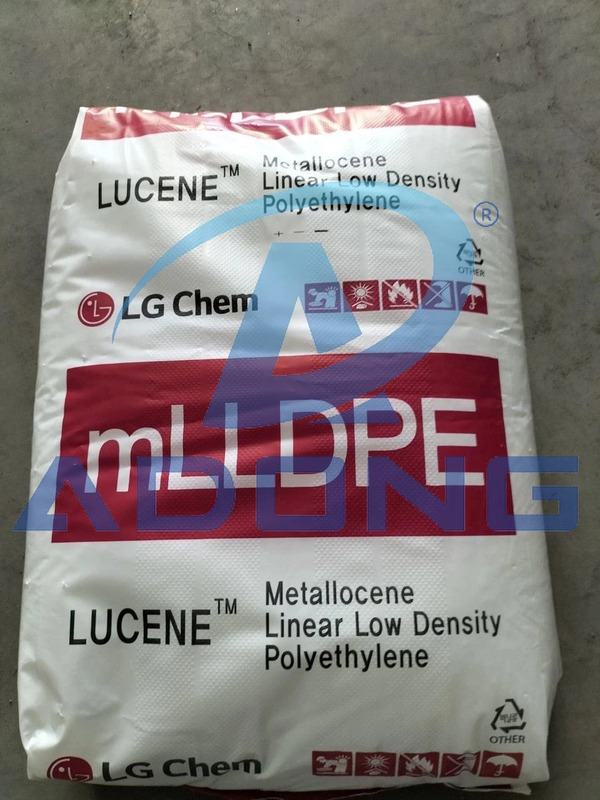 LUCENE™
Metallocene
Linear Low Density
Polyethylene
®
OTHER
LG Chem
mLLDPE
ADONG
LUCENE™
Metallocene
Linear Low Density
Polyethylene
OTHER
LG Chem